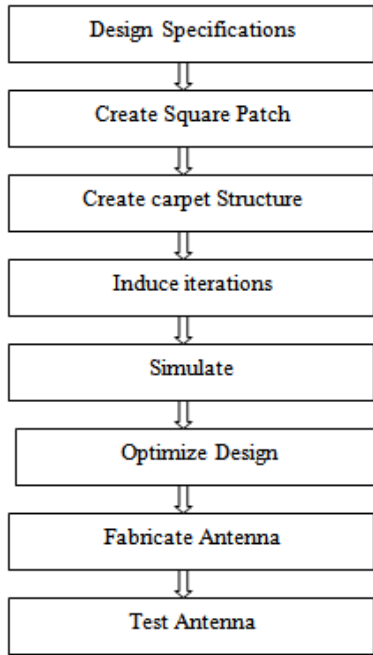 Design Specifications
Create Square Patch
Create carpet Structure
Induce iterations
Simulate
Optimize Design
Fabricate Antenna
Test Antenna